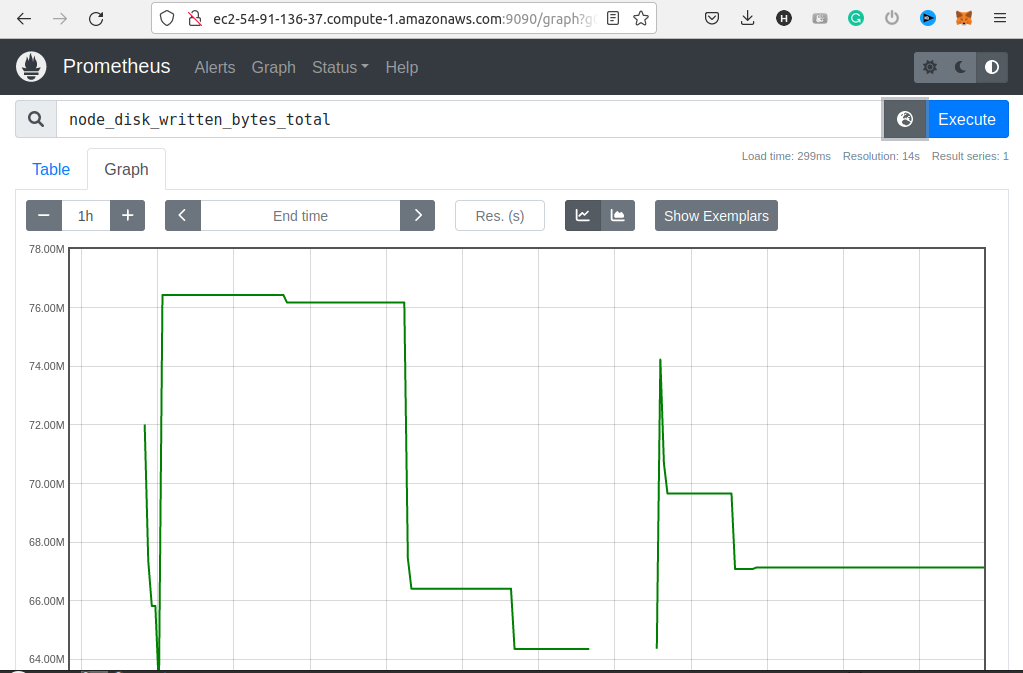 ec2-54-91-136-37.compute-1.amazonaws.com:9090/graph?g
Prometheus Alerts Graph Status Help
node_disk_written_bytes_total Execute
Load time: 299ms Resolution: 14s Result series: 1
Table Graph
1h End time Res. (s) Show Exemplars
78.00M
76.00M
74.00M
72.00M
70.00M
68.00M
66.00M
64.00M